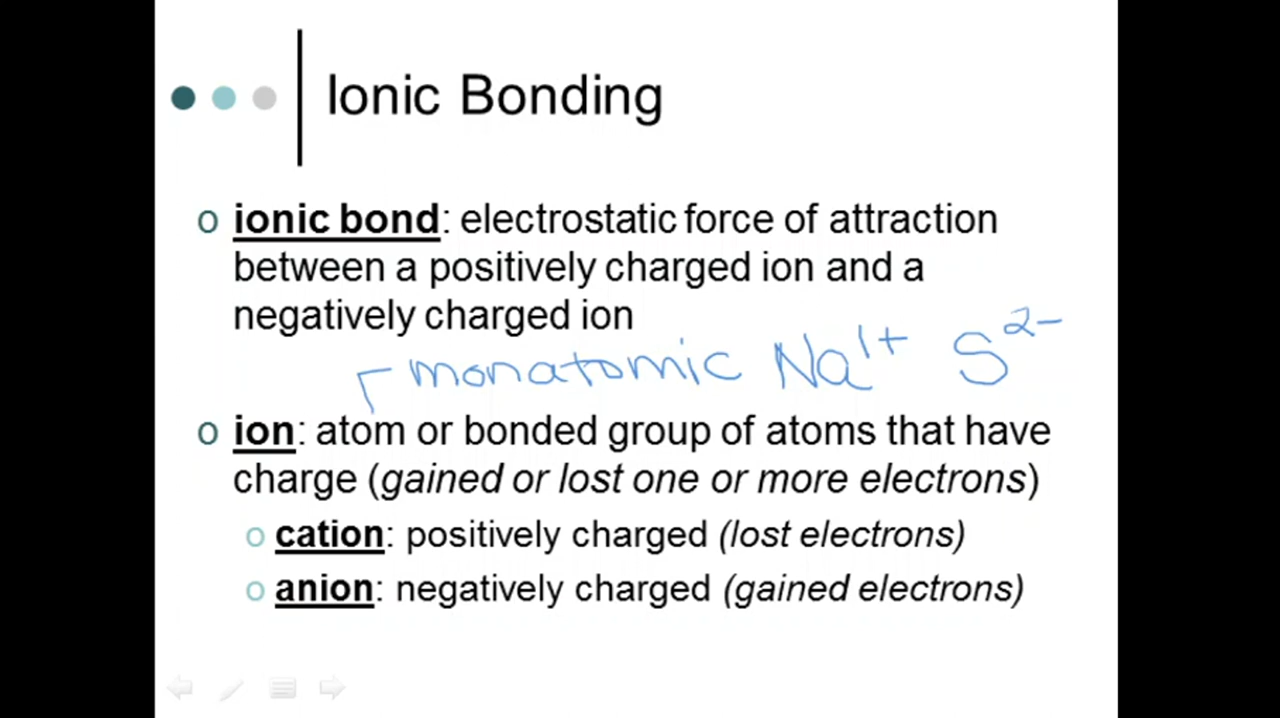 Ionic Bonding
o ionic bond: electrostatic force of attraction
between a positively charged ion and a
negatively charged ion
monatomic Na¹⁺ S²⁻
o ion: atom or bonded group of atoms that have
charge (gained or lost one or more electrons)
o cation: positively charged (lost electrons)
o anion: negatively charged (gained electrons)